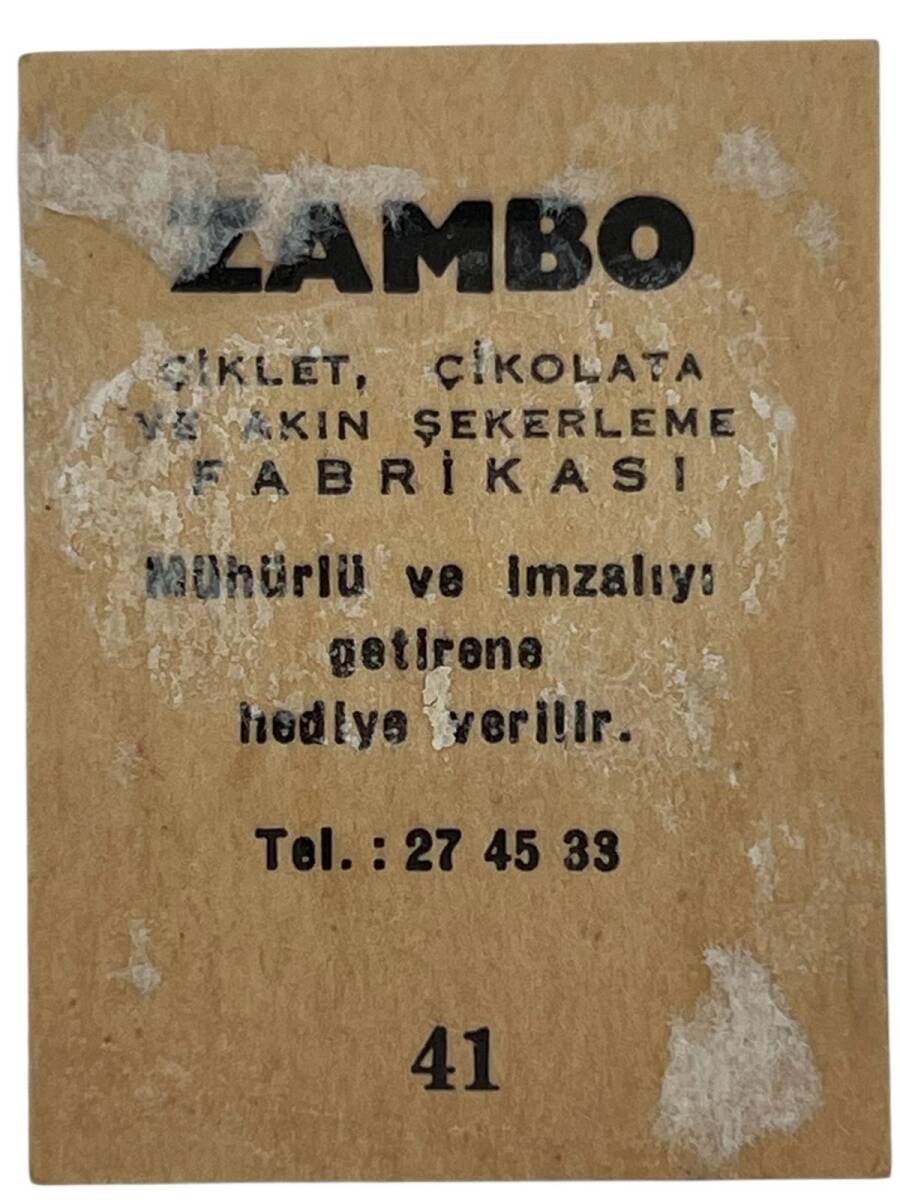 ZAMBO
ÇİKLET, ÇİKOLATA
VE AKIN ŞEKERLEME
FABRİKASI
Mühürlü ve imzalıyı
getirene
hediye verilir.
Tel. : 27 45 33
41